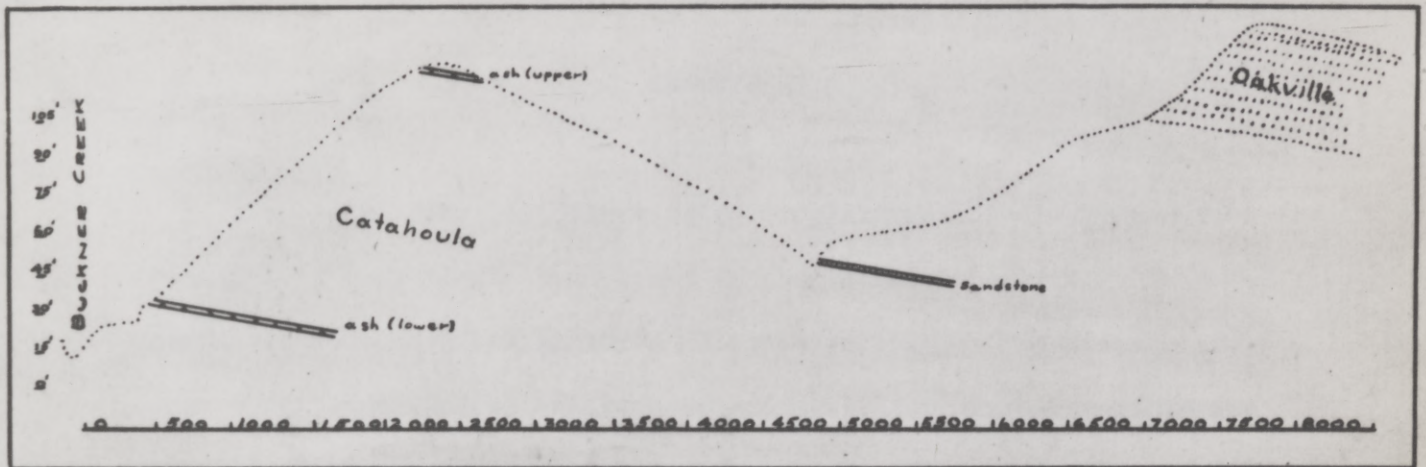 ash (upper)
Oakville
105'
90'
75'
60'
45'
30'
15'
0'
BUCKNER CREEK
Catahoula
sandstone
ash (lower)
0 500 1000 1500 2000 2500 3000 3500 4000 4500 5000 5500 6000 6500 7000 7500 8000